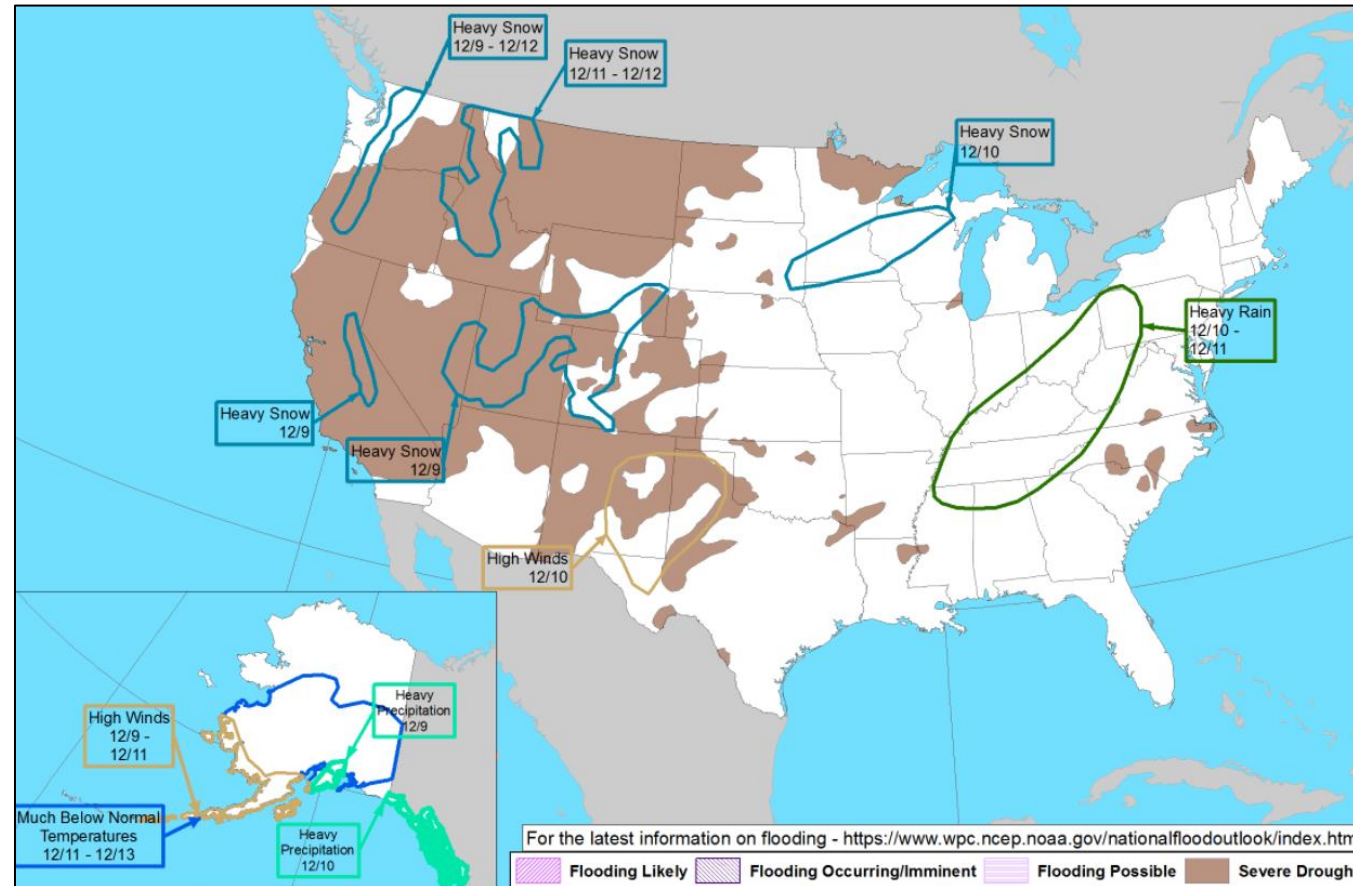 Heavy Snow
12/9 - 12/12
Heavy Snow
12/11 - 12/12
Heavy Snow
12/10
Heavy Rain
12/10 -
12/11
Heavy Snow
12/9
Heavy Snow
12/9
High Winds
12/10
Heavy
Precipitation
12/9
High Winds
12/9 -
12/11
Much Below Normal
Temperatures
12/11 - 12/13
Heavy
Precipitation
12/10
For the latest information on flooding - https://www.wpc.ncep.noaa.gov/nationalfloodoutlook/index.htm
Flooding Likely Flooding Occurring/Imminent Flooding Possible Severe Drough